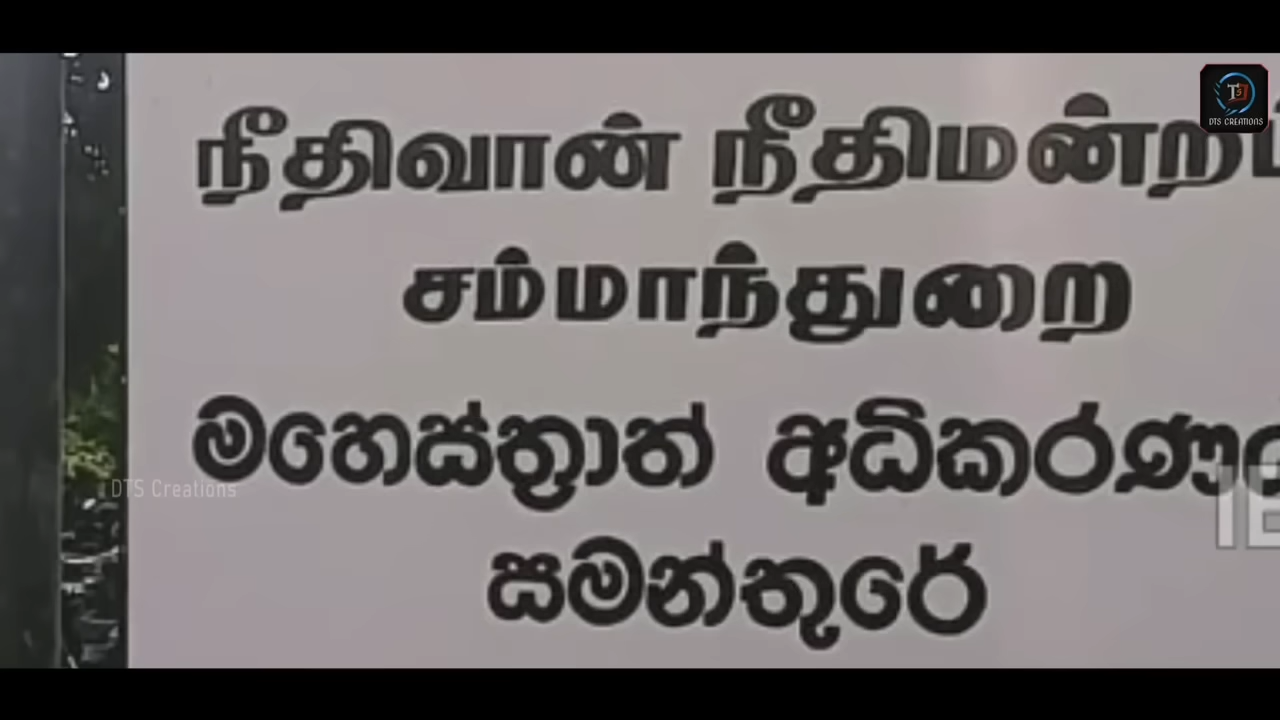 நீதிவான் நீதிமன்ற
சம்மாந்துறை
මහෙස්ත්‍රාත් අධිකරණ
සමන්තුරේ
DTS Creations
DTS CREATIONS